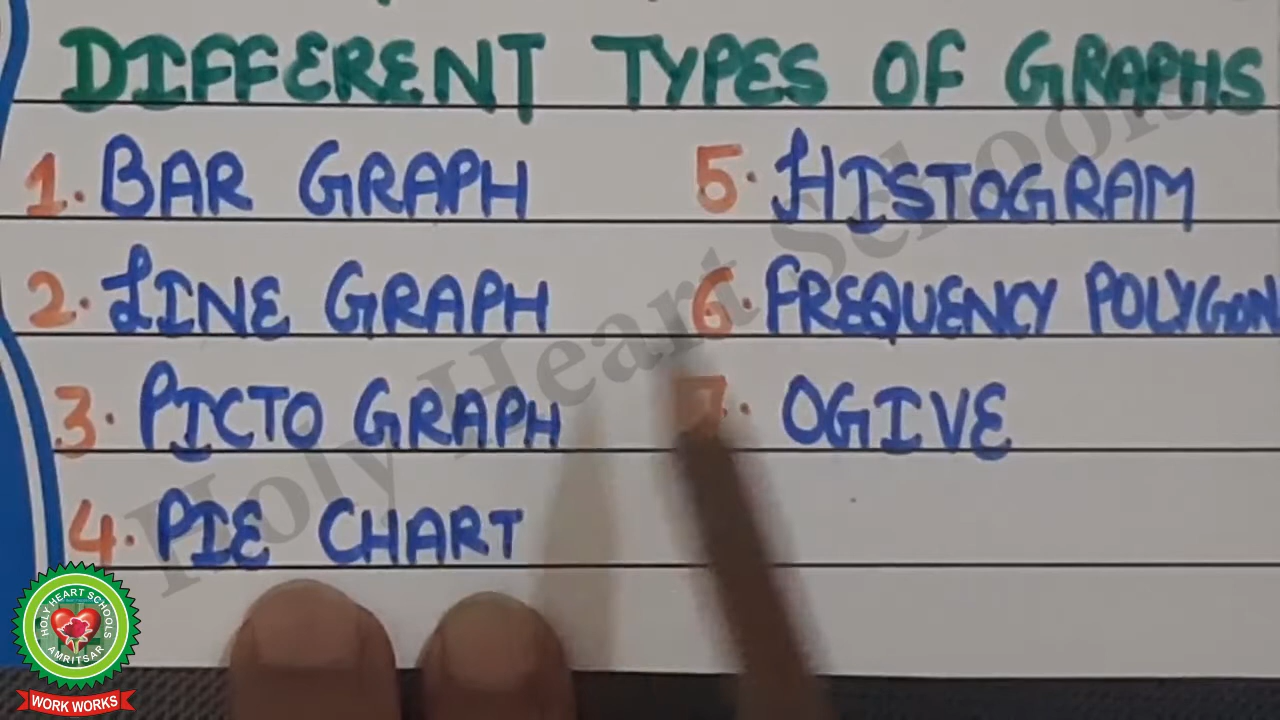 DIFFERENT TYPES OF GRAPHS
1. BAR GRAPH
2. LINE GRAPH
3. PICTO GRAPH
4. PIE CHART
5. HISTOGRAM
6. FREQUENCY POLYGON
7. OGIVE
Holy Heart Schools
HOLY HEART SCHOOLS
AMRITSAR
WORK WORKS